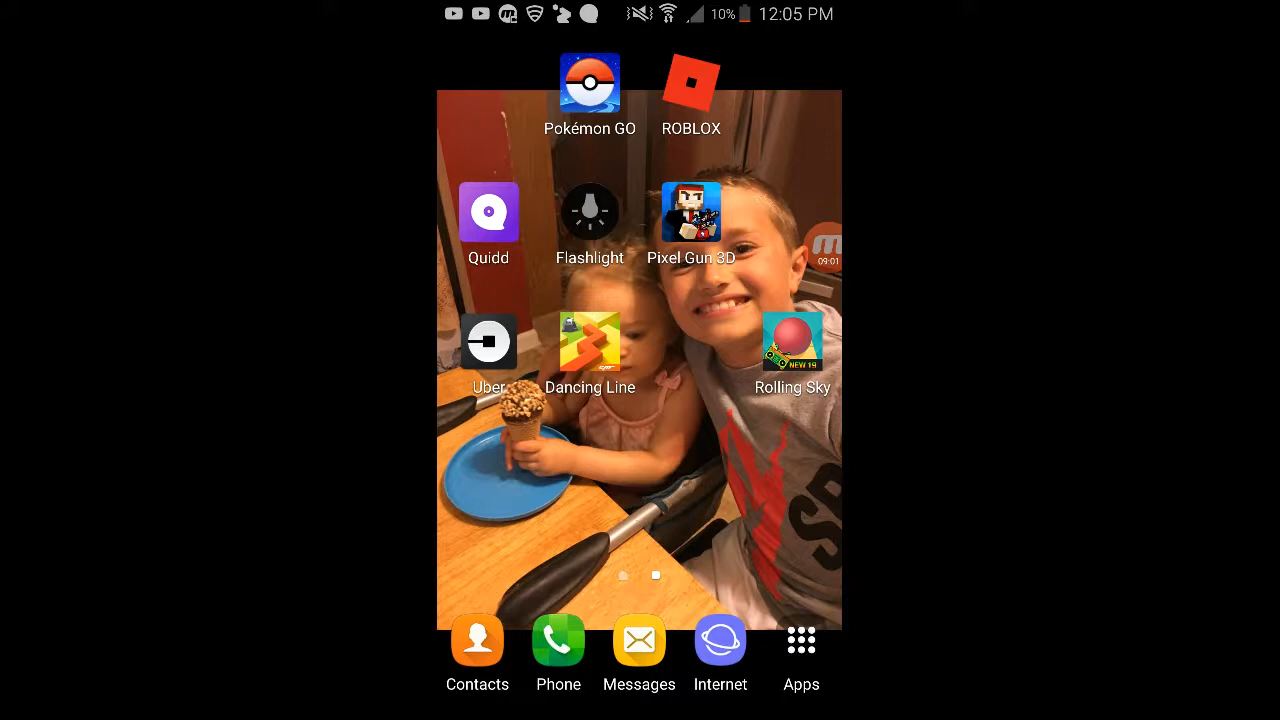 10% 12:05 PM
Pokémon GO ROBLOX
Quidd Flashlight Pixel Gun 3D
09:01
NEW 19
Uber Dancing Line Rolling Sky
SP
Contacts Phone Messages Internet Apps